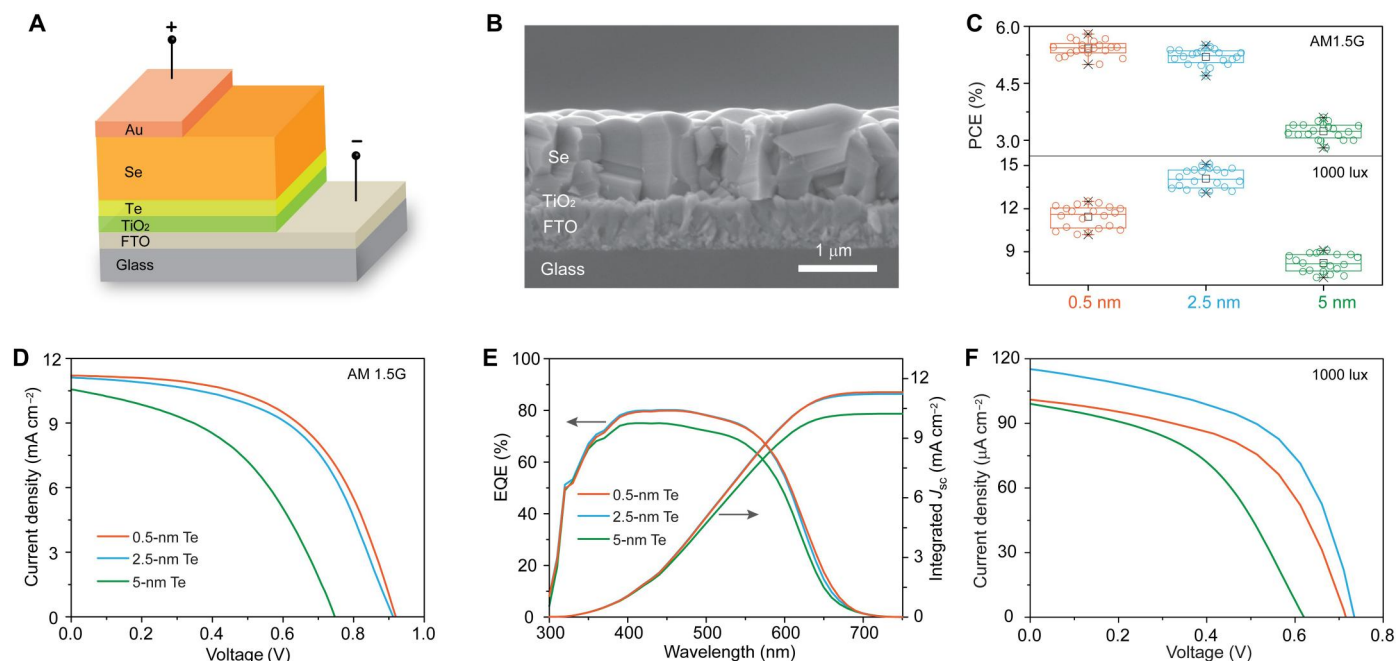 A
+
−
Au
Se
Te
TiO₂
FTO
Glass
B
Se
TiO₂
FTO
Glass
1 μm
C
PCE (%)
6.0
4.5
3.0
15
12
9
AM1.5G
1000 lux
0.5 nm
2.5 nm
5 nm
D
Current density (mA cm⁻²)
12
9
6
3
0
AM 1.5G
0.5-nm Te
2.5-nm Te
5-nm Te
0.0 0.2 0.4 0.6 0.8 1.0
Voltage (V)
E
EQE (%)
100
80
60
40
20
0
0.5-nm Te
2.5-nm Te
5-nm Te
12
9
6
3
0
Integrated Jsc (mA cm⁻²)
300 400 500 600 700
Wavelength (nm)
F
Current density (μA cm⁻²)
120
90
60
30
0
1000 lux
0.0 0.2 0.4 0.6 0.8
Voltage (V)